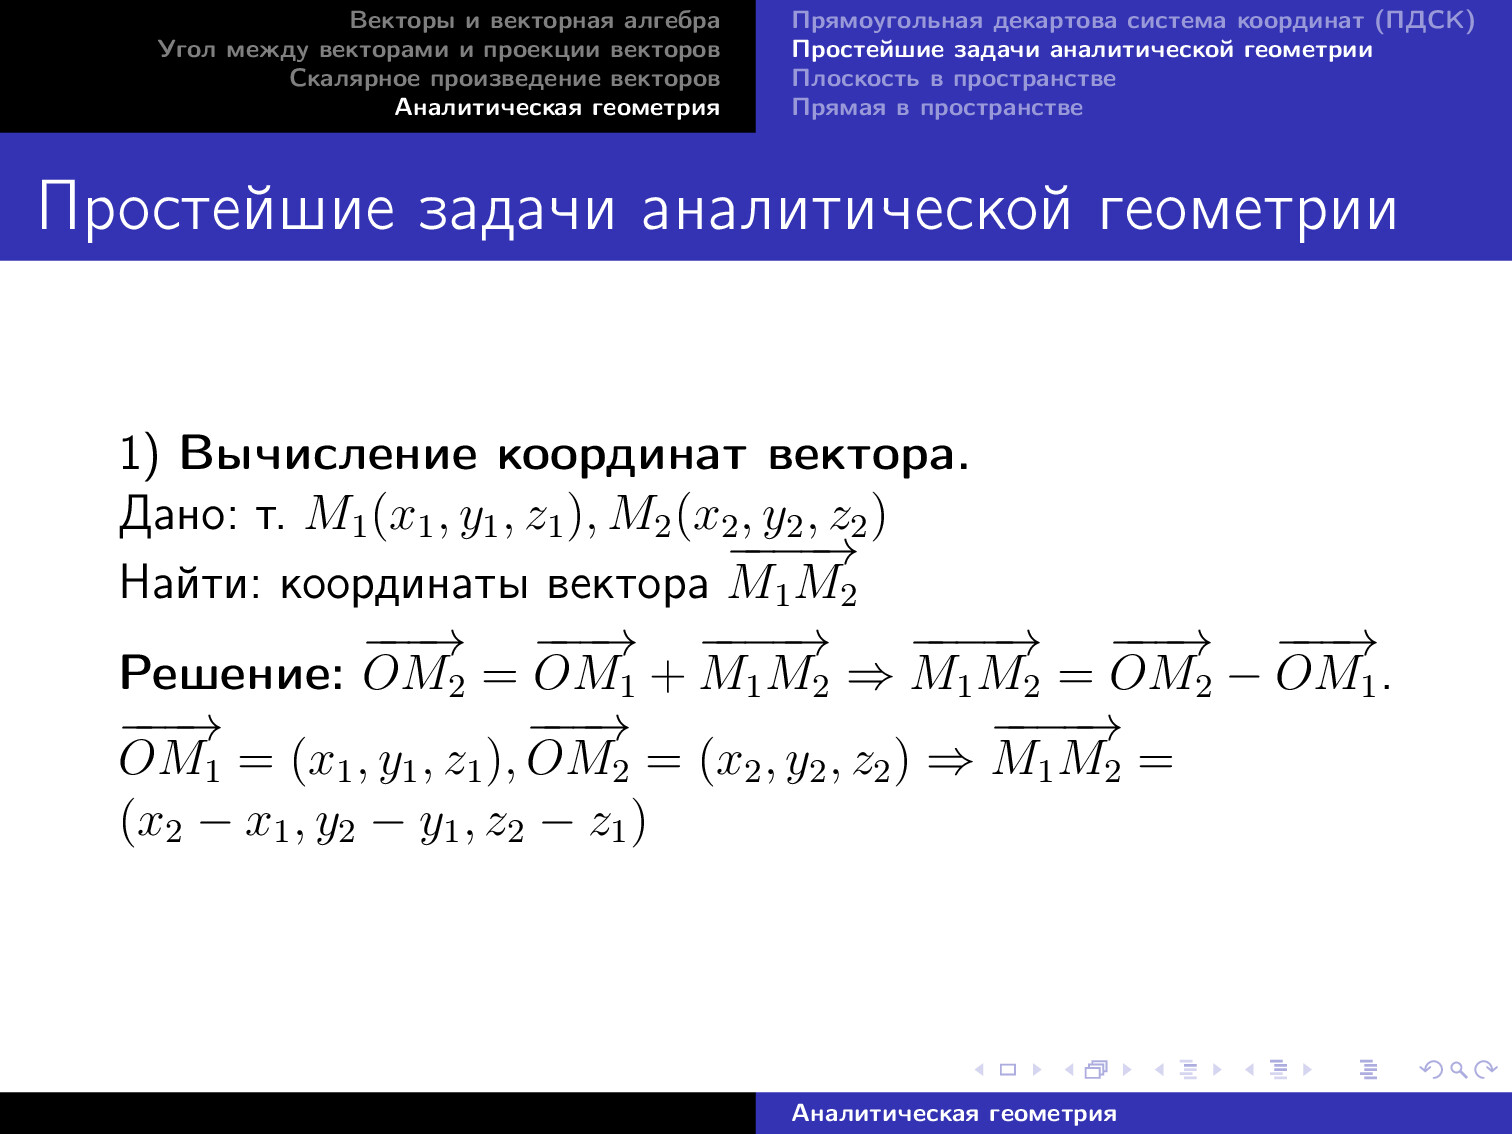 Векторы и векторная алгебра
Угол между векторами и проекции векторов
Скалярное произведение векторов
Аналитическая геометрия
Прямоугольная декартова система координат (ПДСК)
Простейшие задачи аналитической геометрии
Плоскость в пространстве
Прямая в пространстве
Простейшие задачи аналитической геометрии
1) Вычисление координат вектора.
Дано: т. $M_1(x_1, y_1, z_1), M_2(x_2, y_2, z_2)$
Найти: координаты вектора $\overrightarrow{M_1M_2}$
Решение: $\overrightarrow{OM_2} = \overrightarrow{OM_1} + \overrightarrow{M_1M_2} \Rightarrow \overrightarrow{M_1M_2} = \overrightarrow{OM_2} - \overrightarrow{OM_1}.$
$\overrightarrow{OM_1} = (x_1, y_1, z_1), \overrightarrow{OM_2} = (x_2, y_2, z_2) \Rightarrow \overrightarrow{M_1M_2} =$
$(x_2 - x_1, y_2 - y_1, z_2 - z_1)$
Аналитическая геометрия